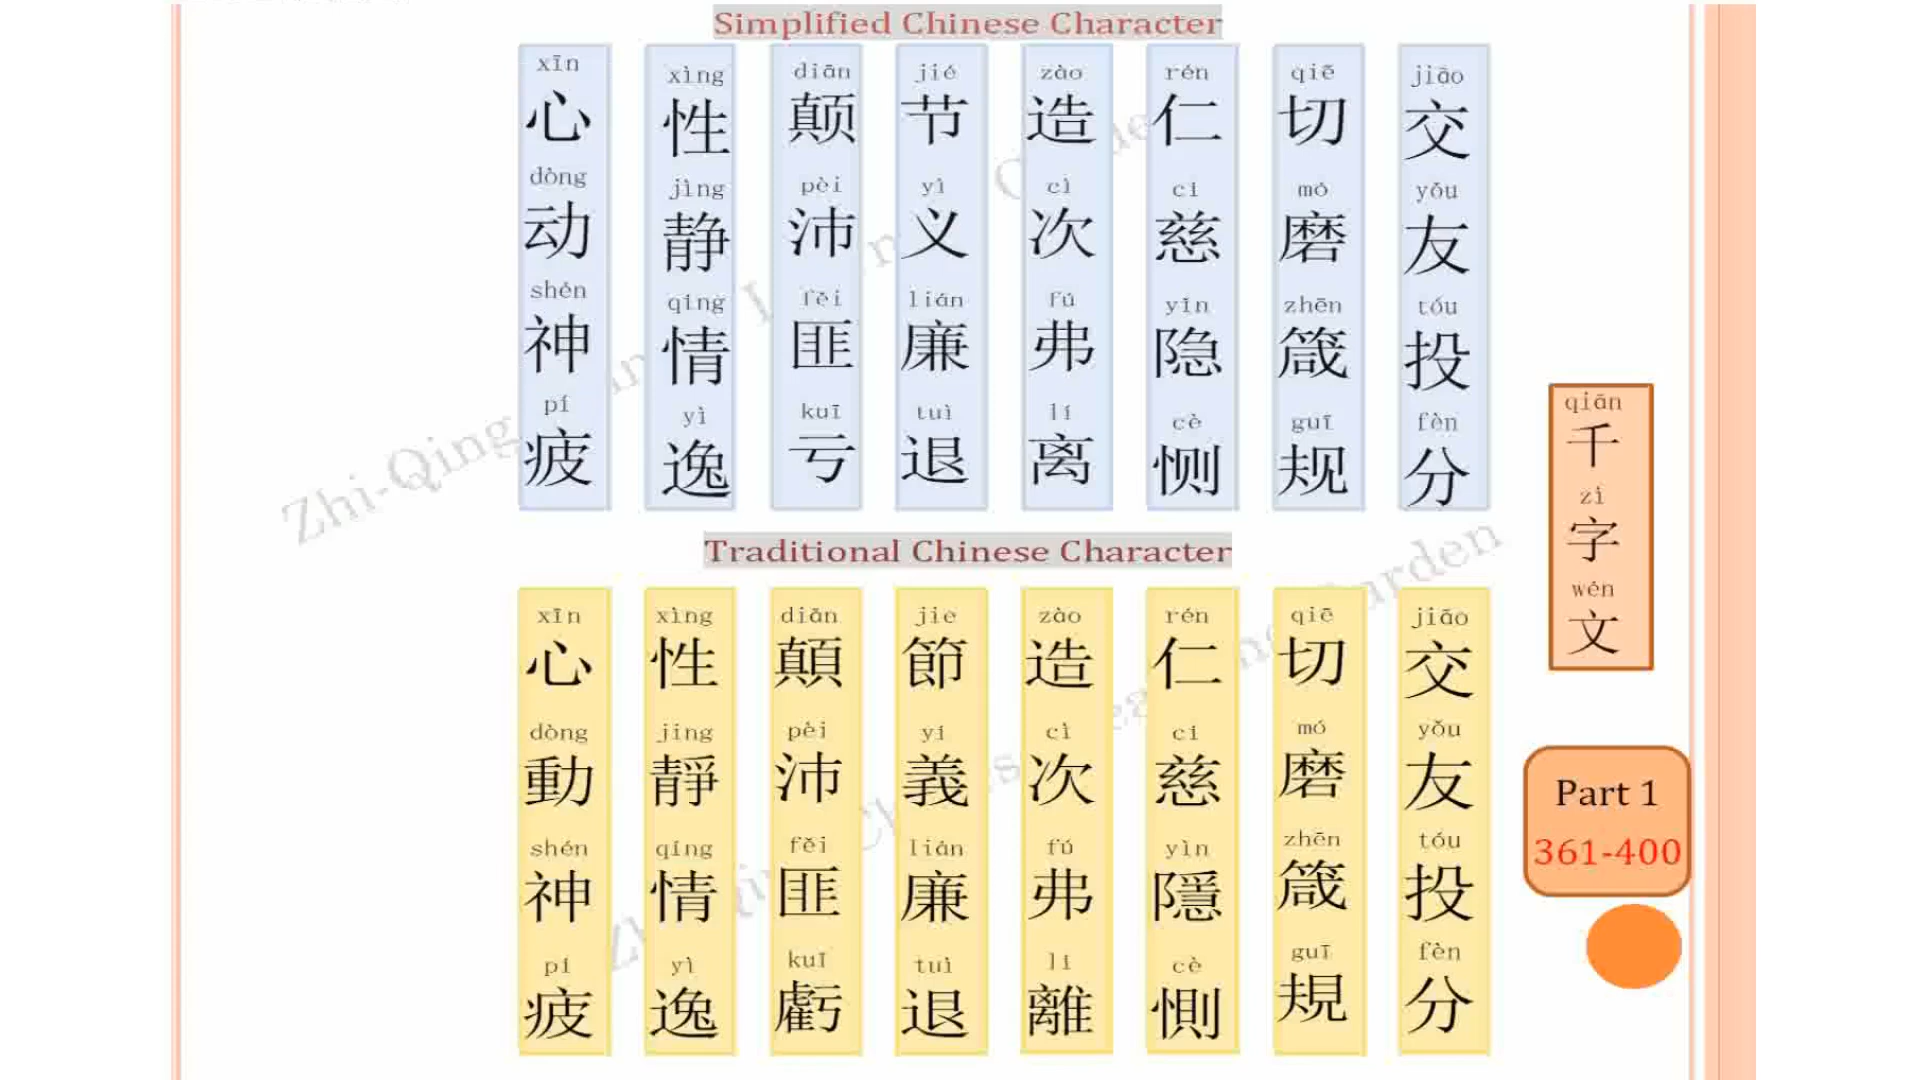 Simplified Chinese Character
jiāo yǒu tóu fèn
交友投分
qiē mó zhēn guī
切磨箴规
rén cí yǐn cè
仁慈隐恻
zào cì fú lí
造次弗离
jié yì lián tuì
节义廉退
diān pèi fěi kuī
颠沛匪亏
xìng jìng qíng yì
性静情逸
xīn dòng shén pí
心动神疲
qiān zì wén
千字文
Traditional Chinese Character
jiāo yǒu tóu fèn
交友投分
qiē mó zhēn guī
切磨箴規
rén cí yǐn cè
仁慈隱惻
zào cì fú lí
造次弗離
jié yì lián tuì
節義廉退
diān pèi fěi kuī
顛沛匪虧
xìng jìng qíng yì
性靜情逸
xīn dòng shén pí
心動神疲
Part 1
361-400
Zhi-Qing